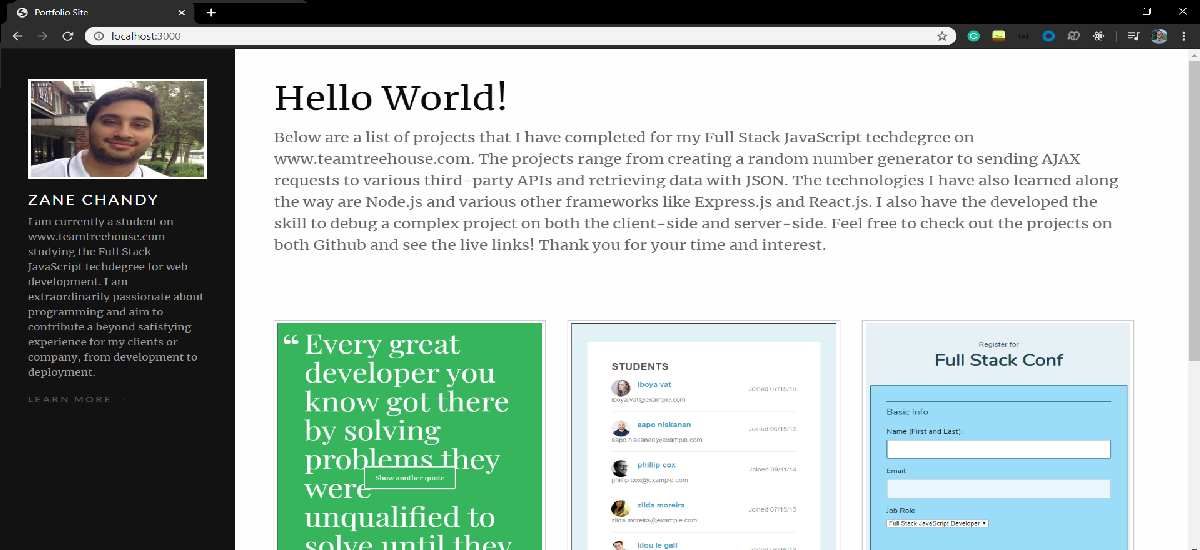 Portfolio Site
localhost:3000
ZANE CHANDY
I am currently a student on
www.teamtreehouse.com
studying the Full Stack
JavaScript techdegree for web
development. I am
extraordinarily passionate about
programming and aim to
contribute a beyond satisfying
experience for my clients or
company, from development to
deployment.
LEARN MORE
Hello World!
Below are a list of projects that I have completed for my Full Stack JavaScript techdegree on
www.teamtreehouse.com. The projects range from creating a random number generator to sending AJAX
requests to various third-party APIs and retrieving data with JSON. The technologies I have also learned along
the way are Node.js and various other frameworks like Express.js and React.js. I also have the developed the
skill to debug a complex project on both the client-side and server-side. Feel free to check out the projects on
both Github and see the live links! Thank you for your time and interest.
“ Every great
developer you
know got there
by solving
problems they
were
unqualified to
solve until they
Show another quote
STUDENTS
iboya vat
Joined 07/15/15
iboya.vat@example.com
aapo niskanen
Joined 06/15/12
aapo.niskanen@example.com
phillip cox
Joined 09/11/14
phillip.cox@example.com
zilda moreira
Joined 07/15/15
zilda.moreira@example.com
lilou le gall
Register for
Full Stack Conf
Basic Info
Name (First and Last):
Email
Job Role
Full Stack JavaScript Developer